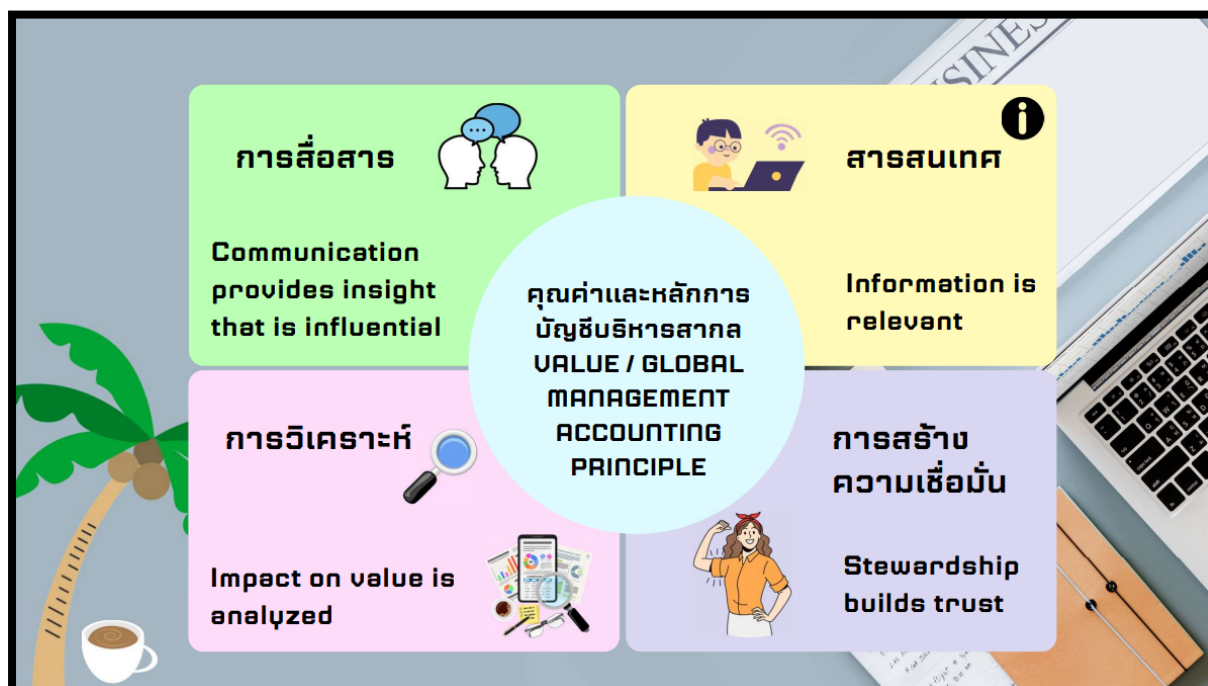 การสื่อสาร
Communication
provides insight
that is influential
สารสนเทศ
Information is
relevant
คุณค่าและหลักการ
บัญชีบริหารสากล
VALUE / GLOBAL
MANAGEMENT
ACCOUNTING
PRINCIPLE
การวิเคราะห์
Impact on value is
analyzed
การสร้าง
ความเชื่อมั่น
Stewardship
builds trust